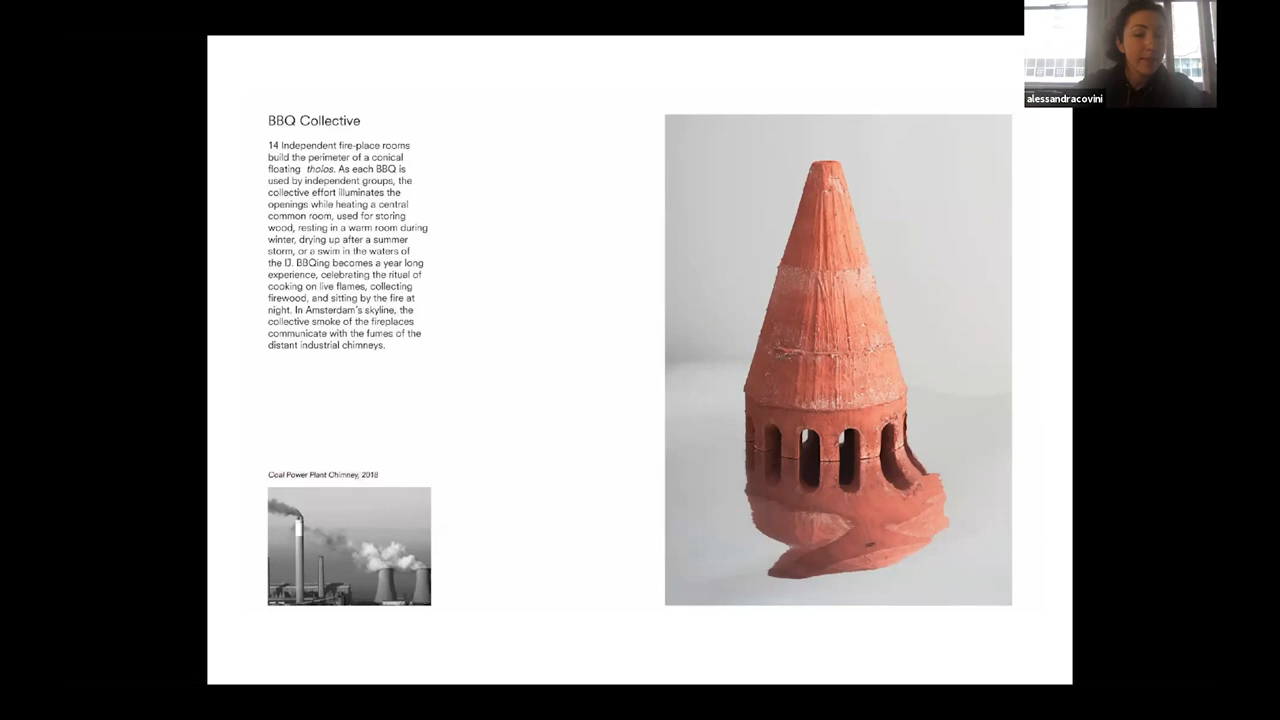 alessandracovini
BBQ Collective
14 Independent fire-place rooms
build the perimeter of a conical
floating tholos. As each BBQ is
used by independent groups, the
collective effort illuminates the
openings while heating a central
common room, used for storing
wood, resting in a warm room during
winter, drying up after a summer
storm, or a swim in the waters of
the IJ. BBQing becomes a year long
experience, celebrating the ritual of
cooking on live flames, collecting
firewood, and sitting by the fire at
night. In Amsterdam's skyline, the
collective smoke of the fireplaces
communicate with the fumes of the
distant industrial chimneys.
Coal Power Plant Chimney, 2018